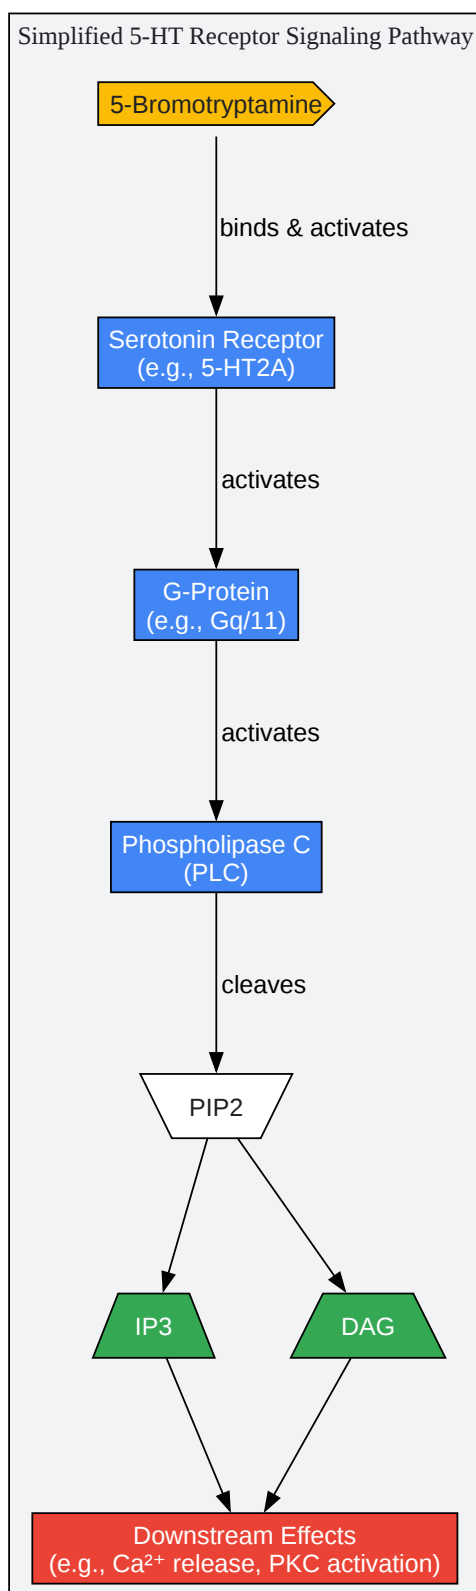 Simplified 5-HT Receptor Signaling Pathway
5-Bromotryptamine
binds & activates
Serotonin Receptor
(e.g., 5-HT2A)
activates
G-Protein
(e.g., Gq/11)
activates
Phospholipase C
(PLC)
cleaves
PIP2
IP3
DAG
Downstream Effects
(e.g., Ca²⁺ release, PKC activation)